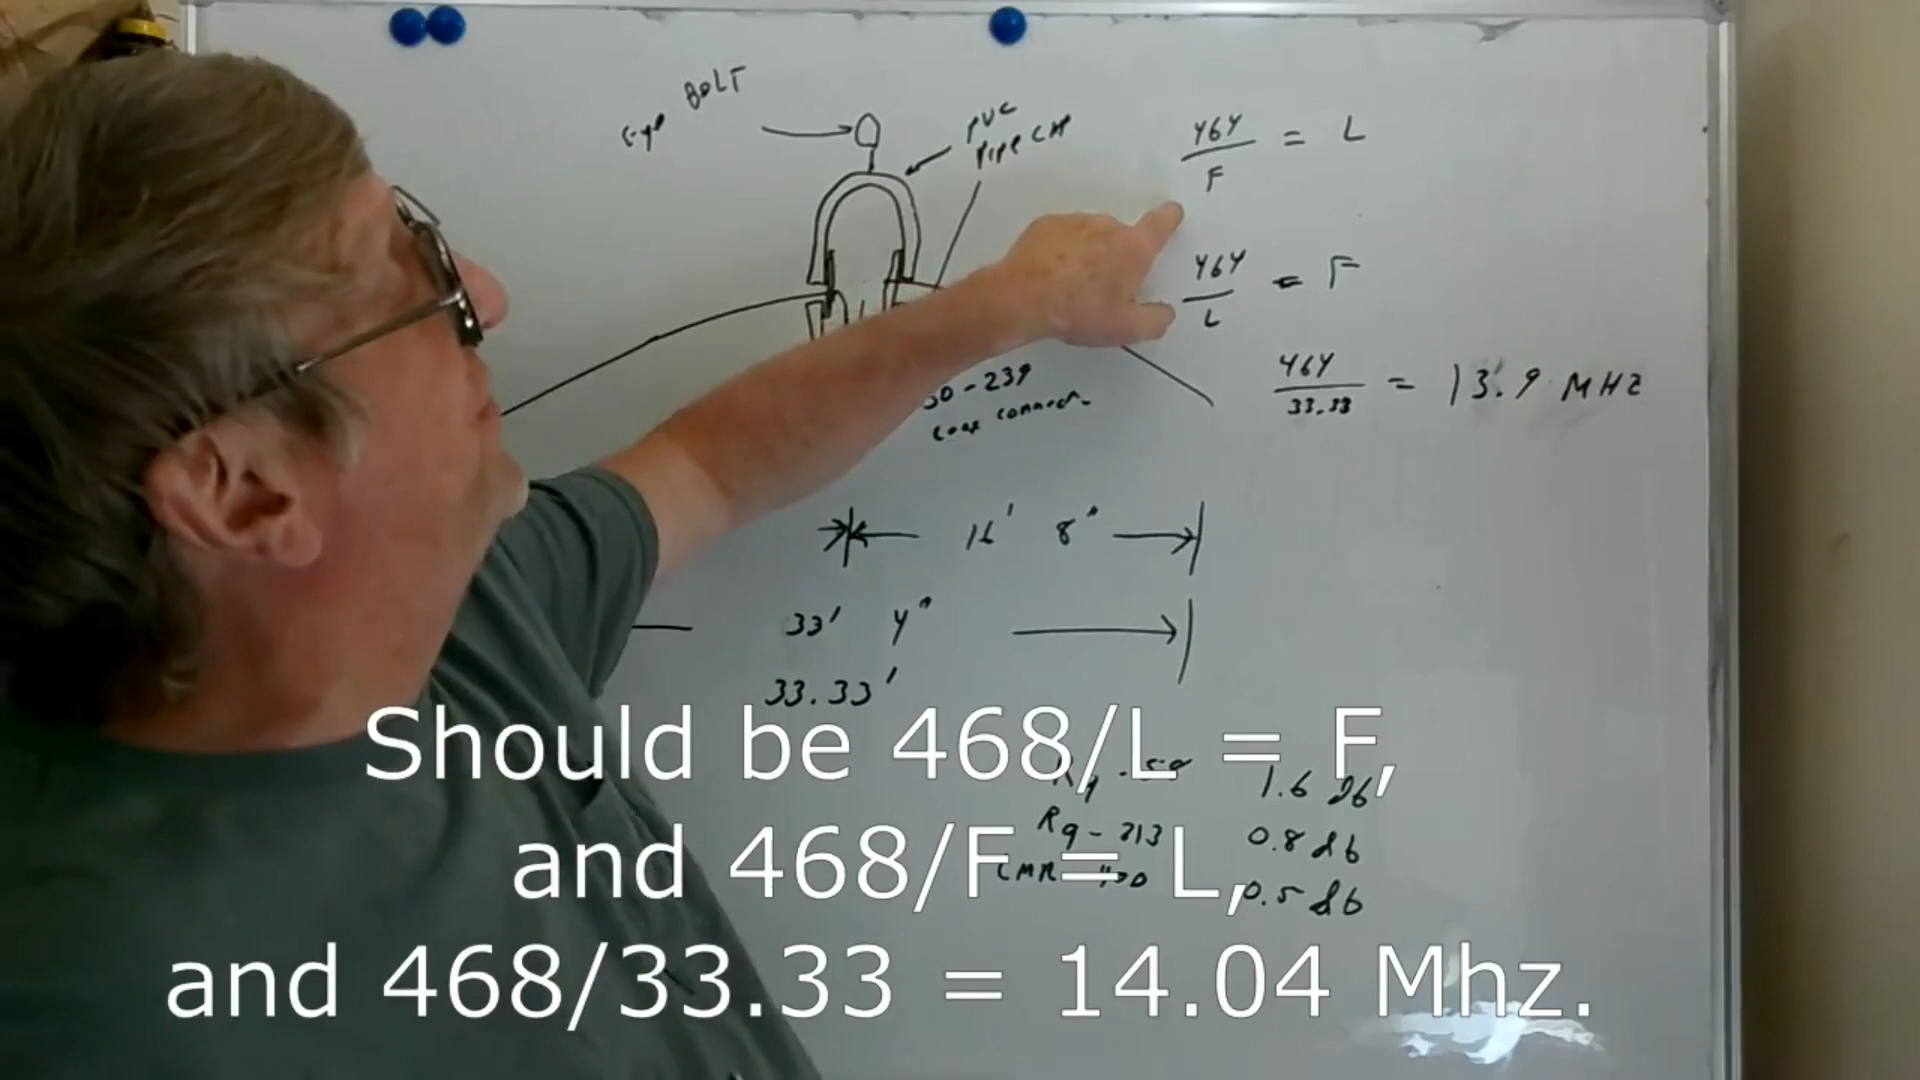 BOLT
PVC
PIPE CAP
464
F
= L
464
L
= F
464
33.33
= 13.9 MHZ
-239
coax
16' 8"
33' 4"
33.33'
Should be 468/L = F,
1.6 db
and 468/F = L,
Rg-213 0.8 db
0.5 db
and 468/33.33 = 14.04 Mhz.